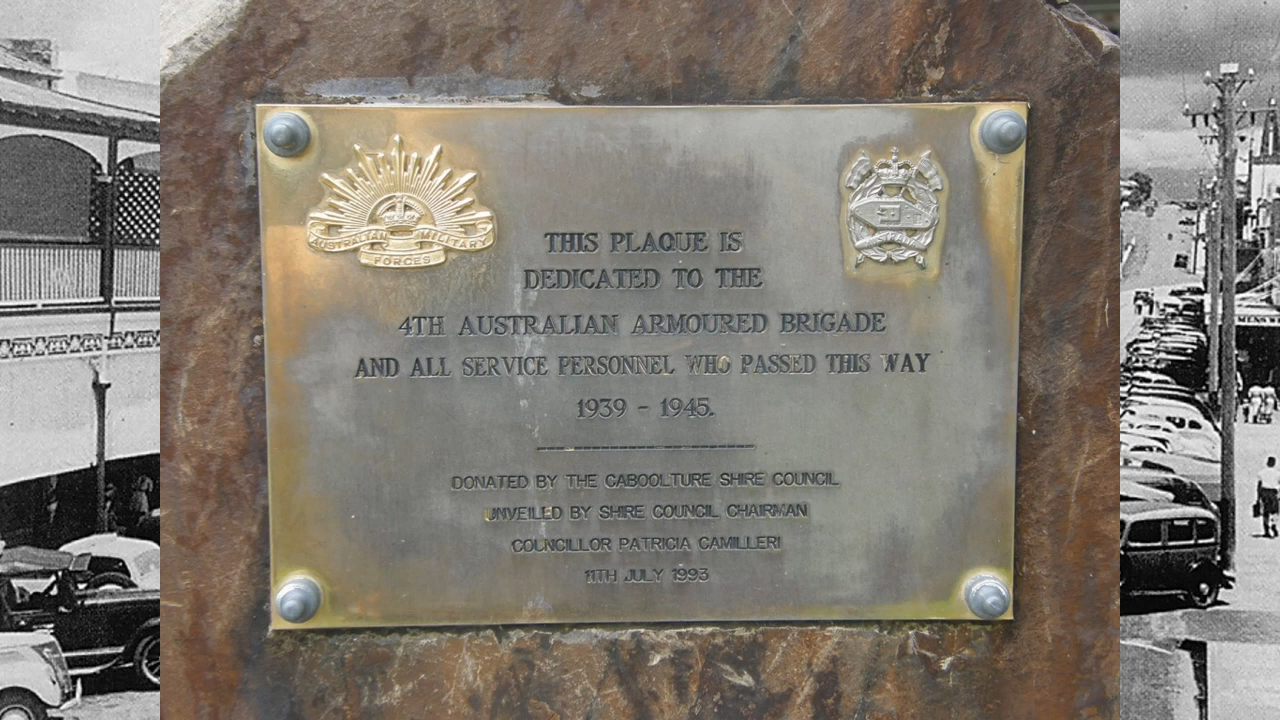 AUSTRALIAN MILITARY
FORCES
THIS PLAQUE IS
DEDICATED TO THE
4TH AUSTRALIAN ARMOURED BRIGADE
AND ALL SERVICE PERSONNEL WHO PASSED THIS WAY
1939 - 1945.
DONATED BY THE CABOOLTURE SHIRE COUNCIL
UNVEILED BY SHIRE COUNCIL CHAIRMAN
COUNCILLOR PATRICIA CAMILLERI
11TH JULY 1993